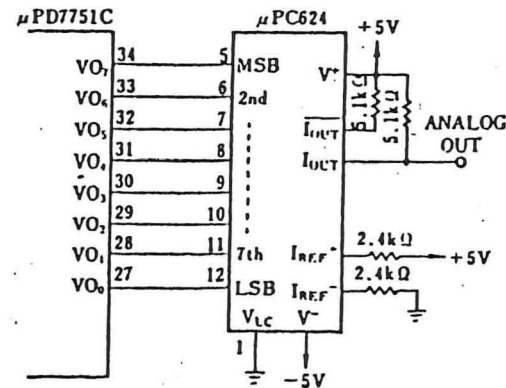 μPD7751C
μPC624
+5V
VO₇ 34 5 MSB V⁺
VO₆ 33 6 2nd
5.1kΩ
5.1kΩ
VO₅ 32 7 I̅O̅U̅T̅
ANALOG
OUT
VO₄ 31 8 IOUT
VO₃ 30 9
VO₂ 29 10
VO₁ 28 11 7th IREF⁺ 2.4kΩ +5V
VO₀ 27 12 LSB IREF⁻ 2.4kΩ
VLC V⁻
1
-5V